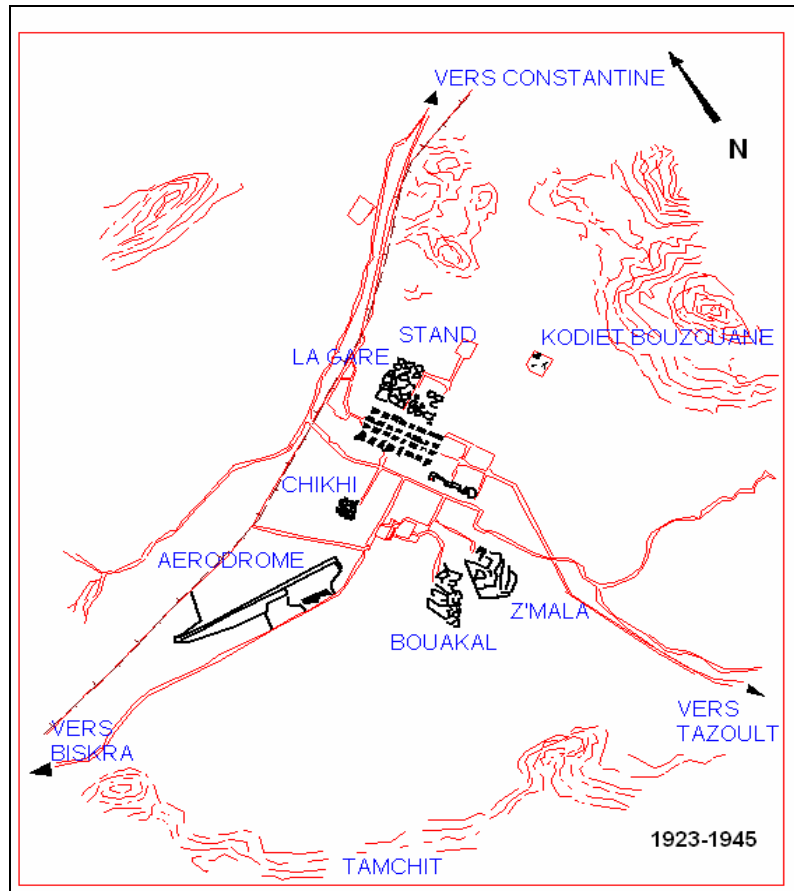 VERS CONSTANTINE
N
STAND
KODIET BOUZOUANE
LA GARE
CHIKHI
AERODROME
Z'MALA
BOUAKAL
VERS
TAZOULT
VERS
BISKRA
1923-1945
TAMCHIT